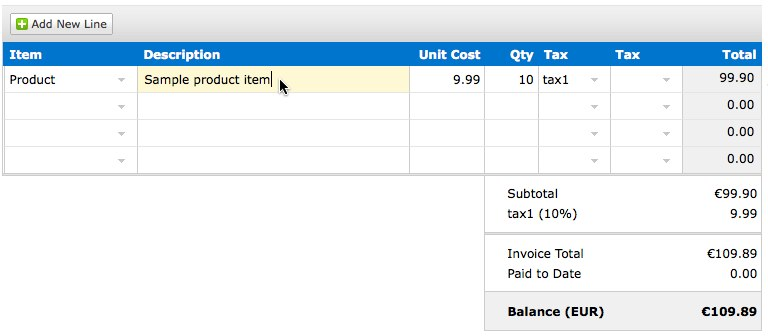 Add New Line
Item Description Unit Cost Qty Tax Tax Total
Product Sample product item 9.99 10 tax1 99.90
0.00
0.00
0.00
Subtotal €99.90
tax1 (10%) 9.99
Invoice Total €109.89
Paid to Date 0.00
Balance (EUR) €109.89